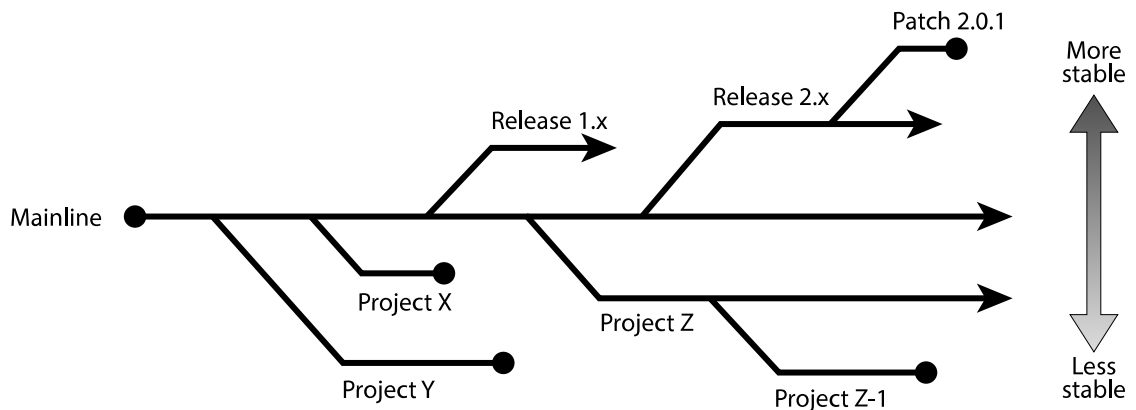 Patch 2.0.1
More
stable
Release 2.x
Release 1.x
Mainline
Project X
Project Z
Project Y
Project Z-1
Less
stable